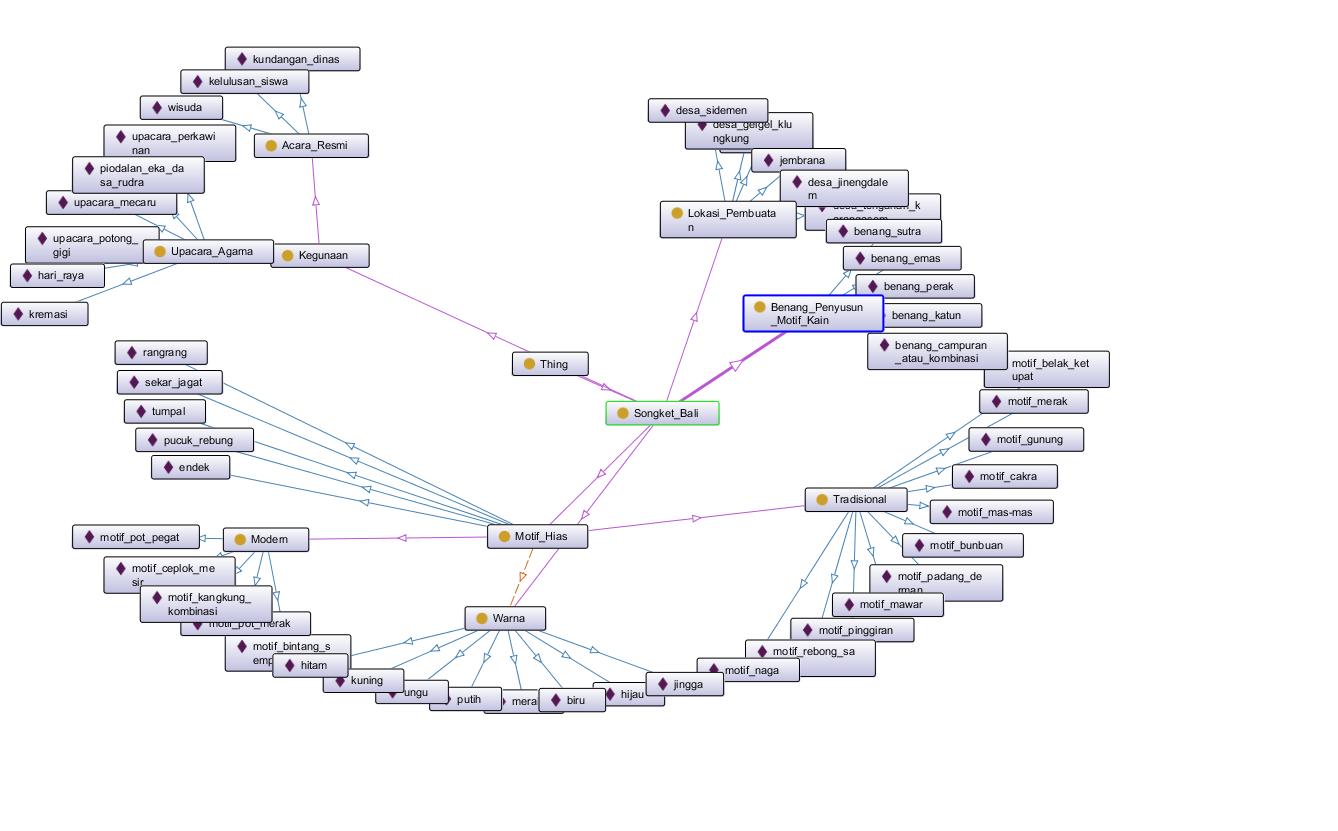 kundangan_dinas
kelulusan_siswa
wisuda
Acara_Resmi
upacara_perkawi
nan
piodalan_eka_da
sa_rudra
upacara_mecaru
upacara_potong_
gigi
Upacara_Agama
Kegunaan
hari_raya
kremasi
desa_sidemen
desa_gelgel_klu
ngkung
jembrana
desa_jinengdale
m
Lokasi_Pembuata
n
benang_sutra
benang_emas
benang_perak
Benang_Penyusun
_Motif_Kain
benang_katun
benang_campuran
_atau_kombinasi
rangrang
sekar_jagat
tumpal
pucuk_rebung
endek
Thing
Songket_Bali
motif_belak_ket
upat
motif_merak
motif_gunung
motif_cakra
Tradisional
motif_mas-mas
motif_bunbuan
motif_padang_de
rman
motif_mawar
motif_pinggiran
motif_rebong_sa
motif_naga
motif_pot_pegat
Modern
Motif_Hias
motif_ceplok_me
sir
motif_kangkung_
kombinasi
motif_pot_merak
motif_bintang_s
Warna
hitam
kuning
ungu
putih
biru
hijau
jingga